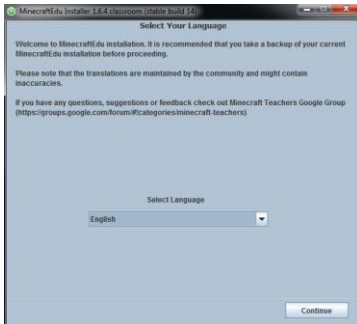 MinecraftEdu Installer 1.6.4 classroom (stable build 14)
Select Your Language
Welcome to MinecraftEdu installation. It is recommended that you take a backup of your current
MinecraftEdu installation before proceeding.
Please note that the translations are maintained by the community and might contain
inaccuracies.
If you have any questions, suggestions or feedback check out Minecraft Teachers Google Group
(https://groups.google.com/forum/#!categories/minecraft-teachers)
Select Language
English
Continue